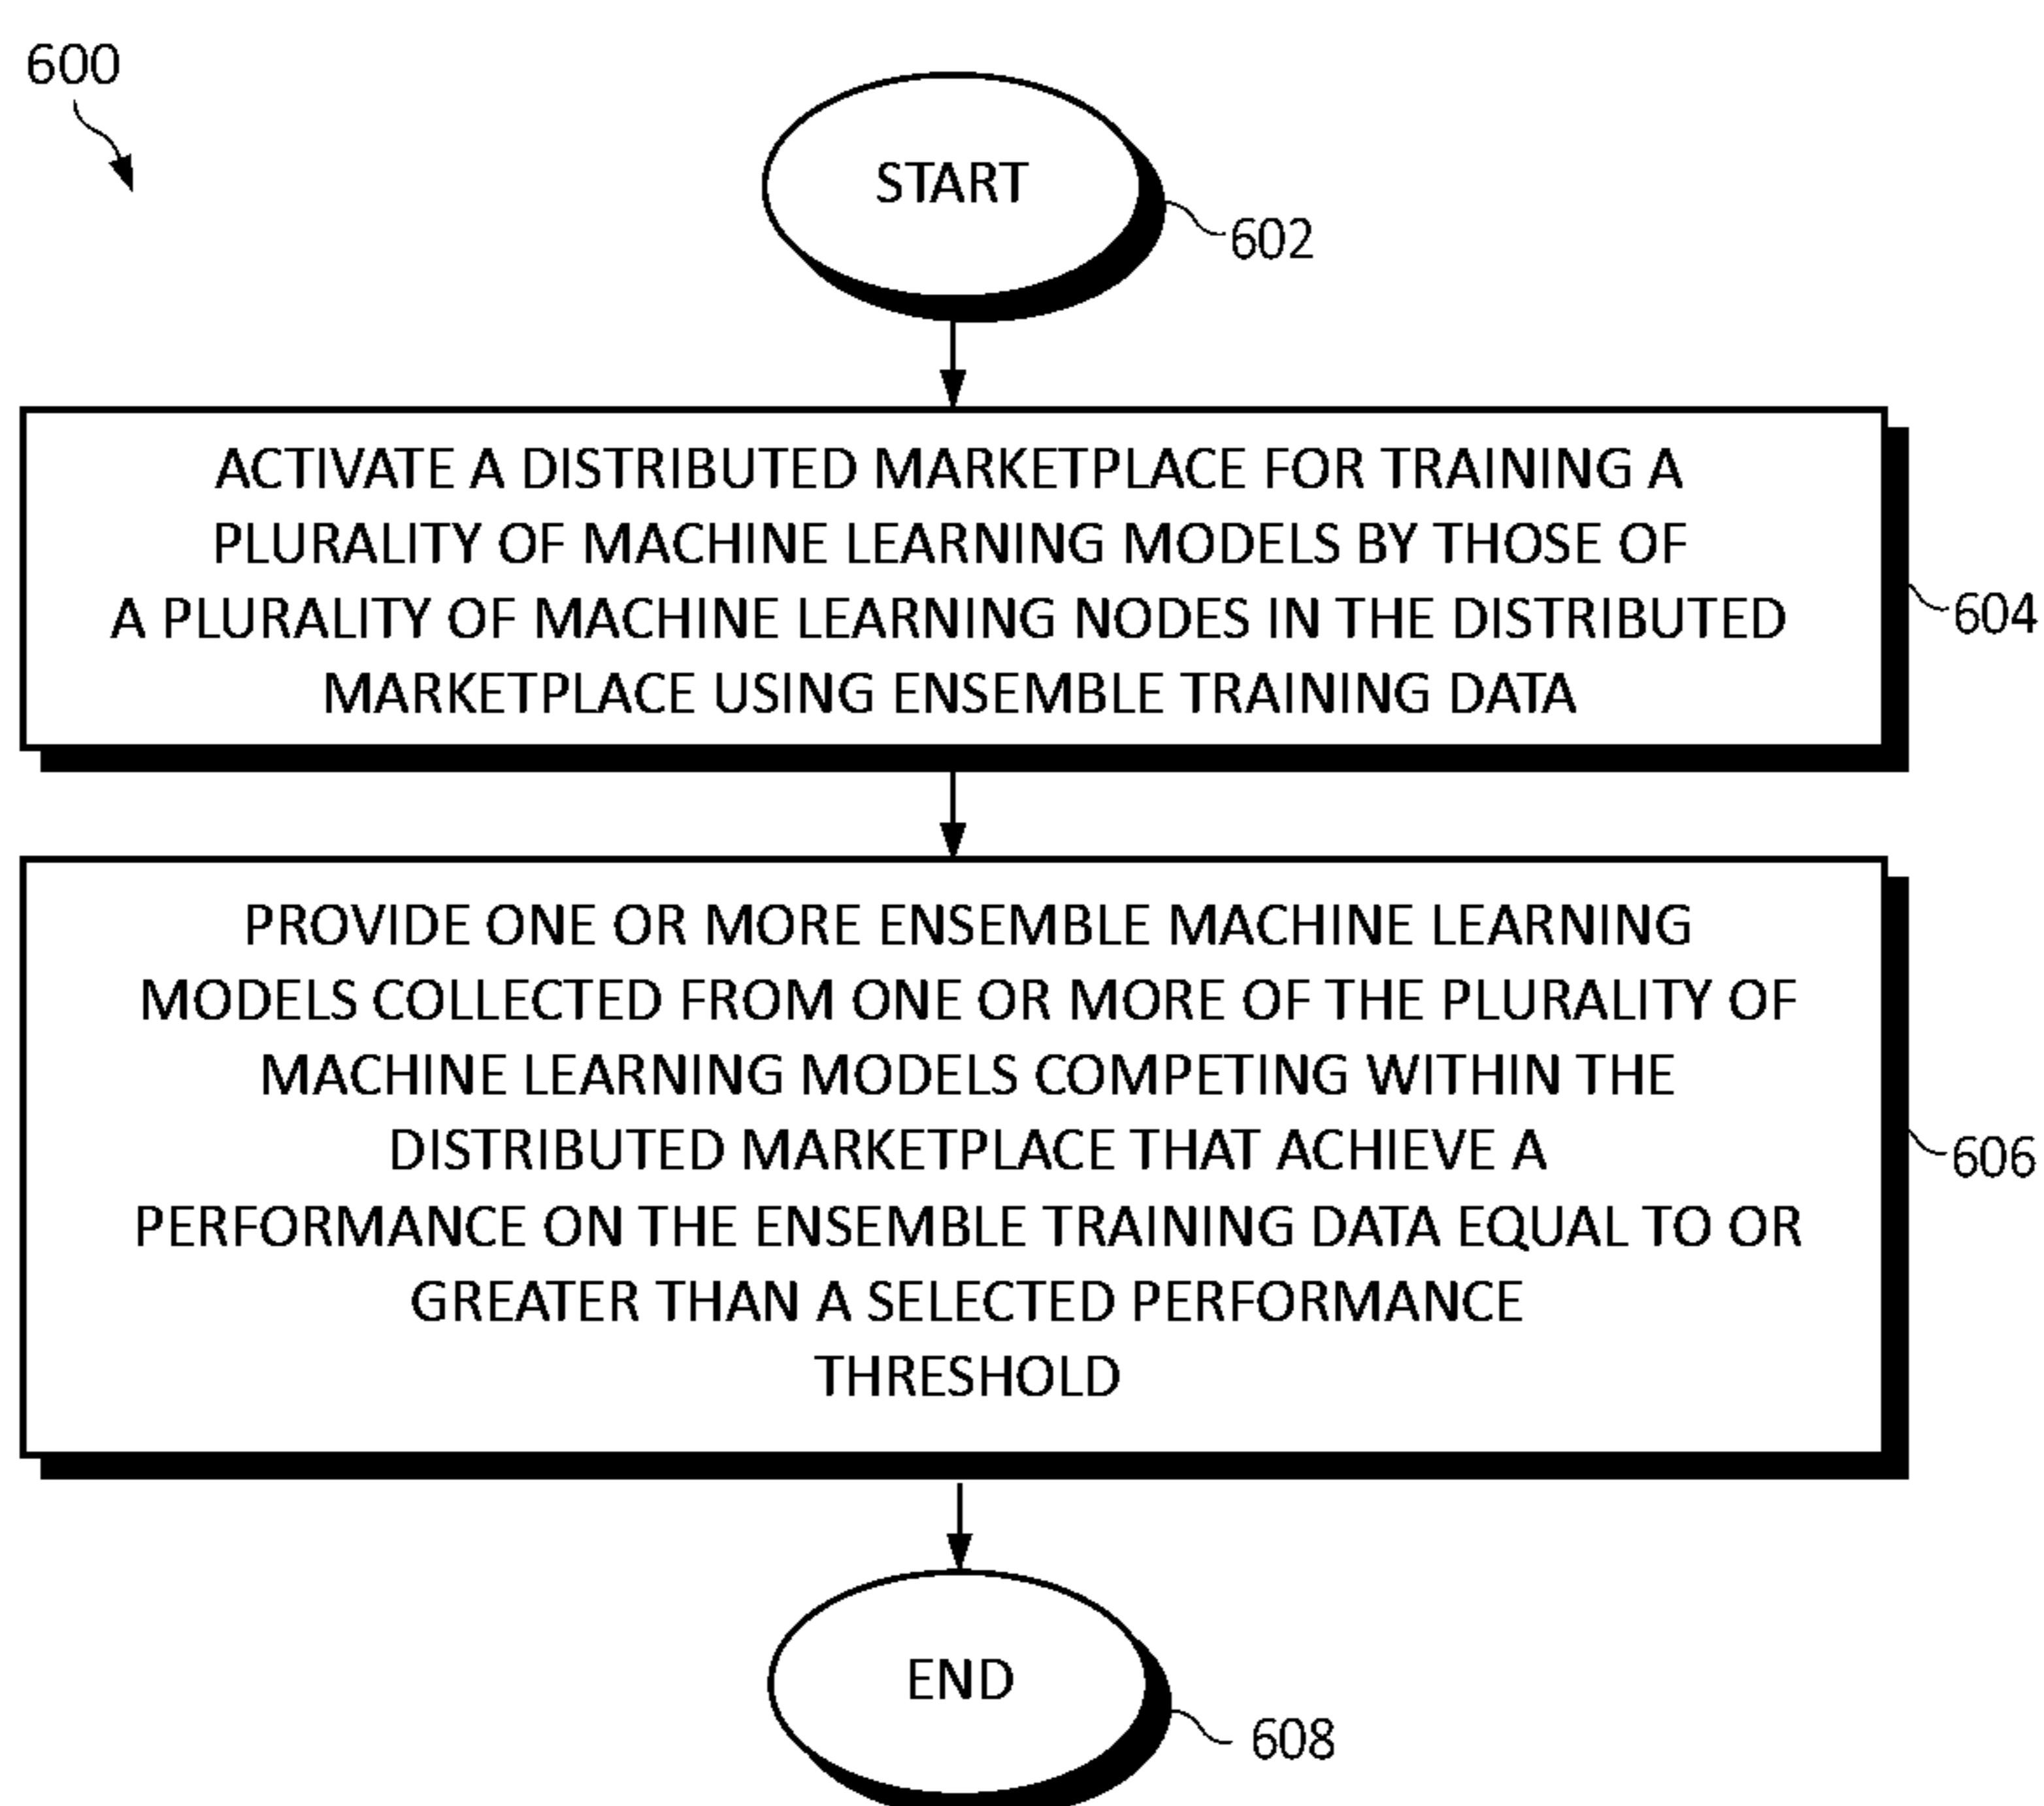 600
START
602
ACTIVATE A DISTRIBUTED MARKETPLACE FOR TRAINING A
PLURALITY OF MACHINE LEARNING MODELS BY THOSE OF
A PLURALITY OF MACHINE LEARNING NODES IN THE DISTRIBUTED
MARKETPLACE USING ENSEMBLE TRAINING DATA
604
PROVIDE ONE OR MORE ENSEMBLE MACHINE LEARNING
MODELS COLLECTED FROM ONE OR MORE OF THE PLURALITY OF
MACHINE LEARNING MODELS COMPETING WITHIN THE
DISTRIBUTED MARKETPLACE THAT ACHIEVE A
PERFORMANCE ON THE ENSEMBLE TRAINING DATA EQUAL TO OR
GREATER THAN A SELECTED PERFORMANCE
THRESHOLD
606
END
608